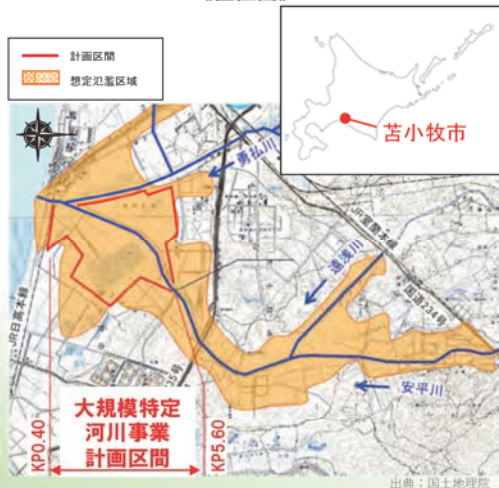 計画区間
想定氾濫区域
苫小牧市
勇払川
遠浅川
JR室蘭本線
国道234号
安平川
JR日高本線
KP0.40
大規模特定
河川事業
計画区間
KP5.60
出典：国土地理院